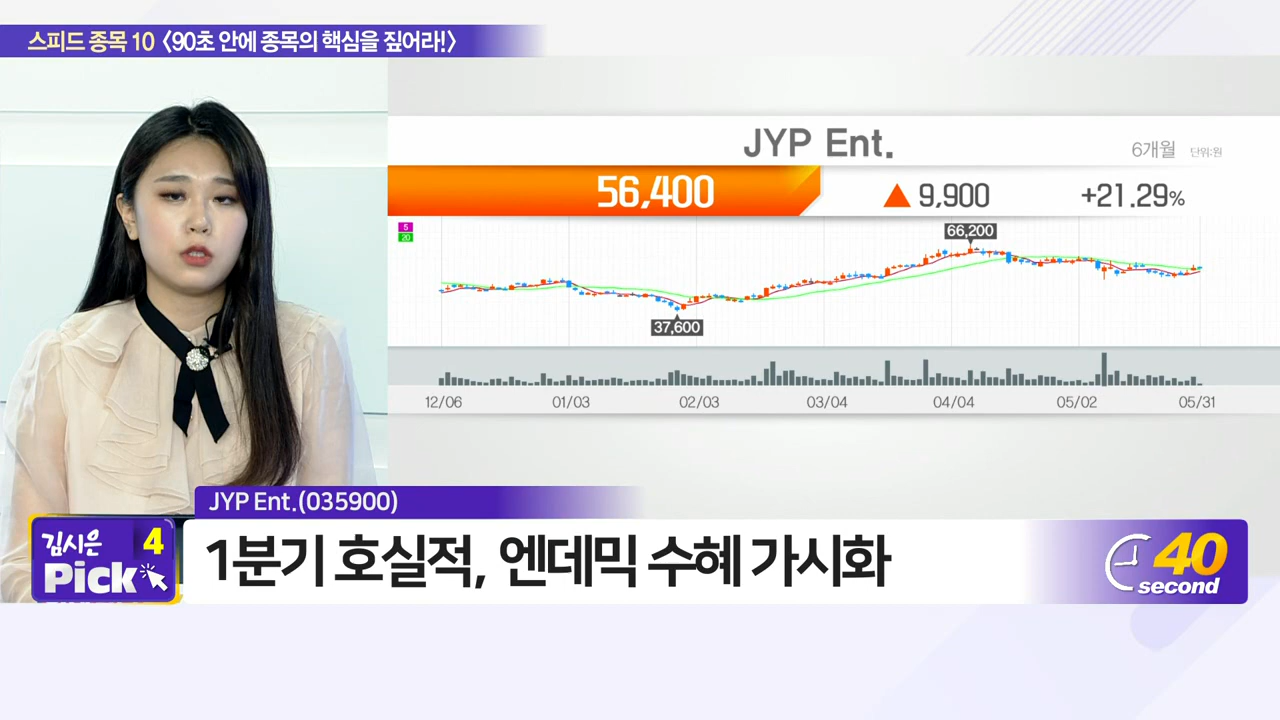 스피드 종목 10 〈90초 안에 종목의 핵심을 짚어라!〉
JYP Ent.
6개월 단위:원
56,400 ▲ 9,900 +21.29%
5
20
66,200
37,600
12/06 01/03 02/03 03/04 04/04 05/02 05/31
JYP Ent.(035900)
김시은 4
Pick
1분기 호실적, 엔데믹 수혜 가시화
40
second